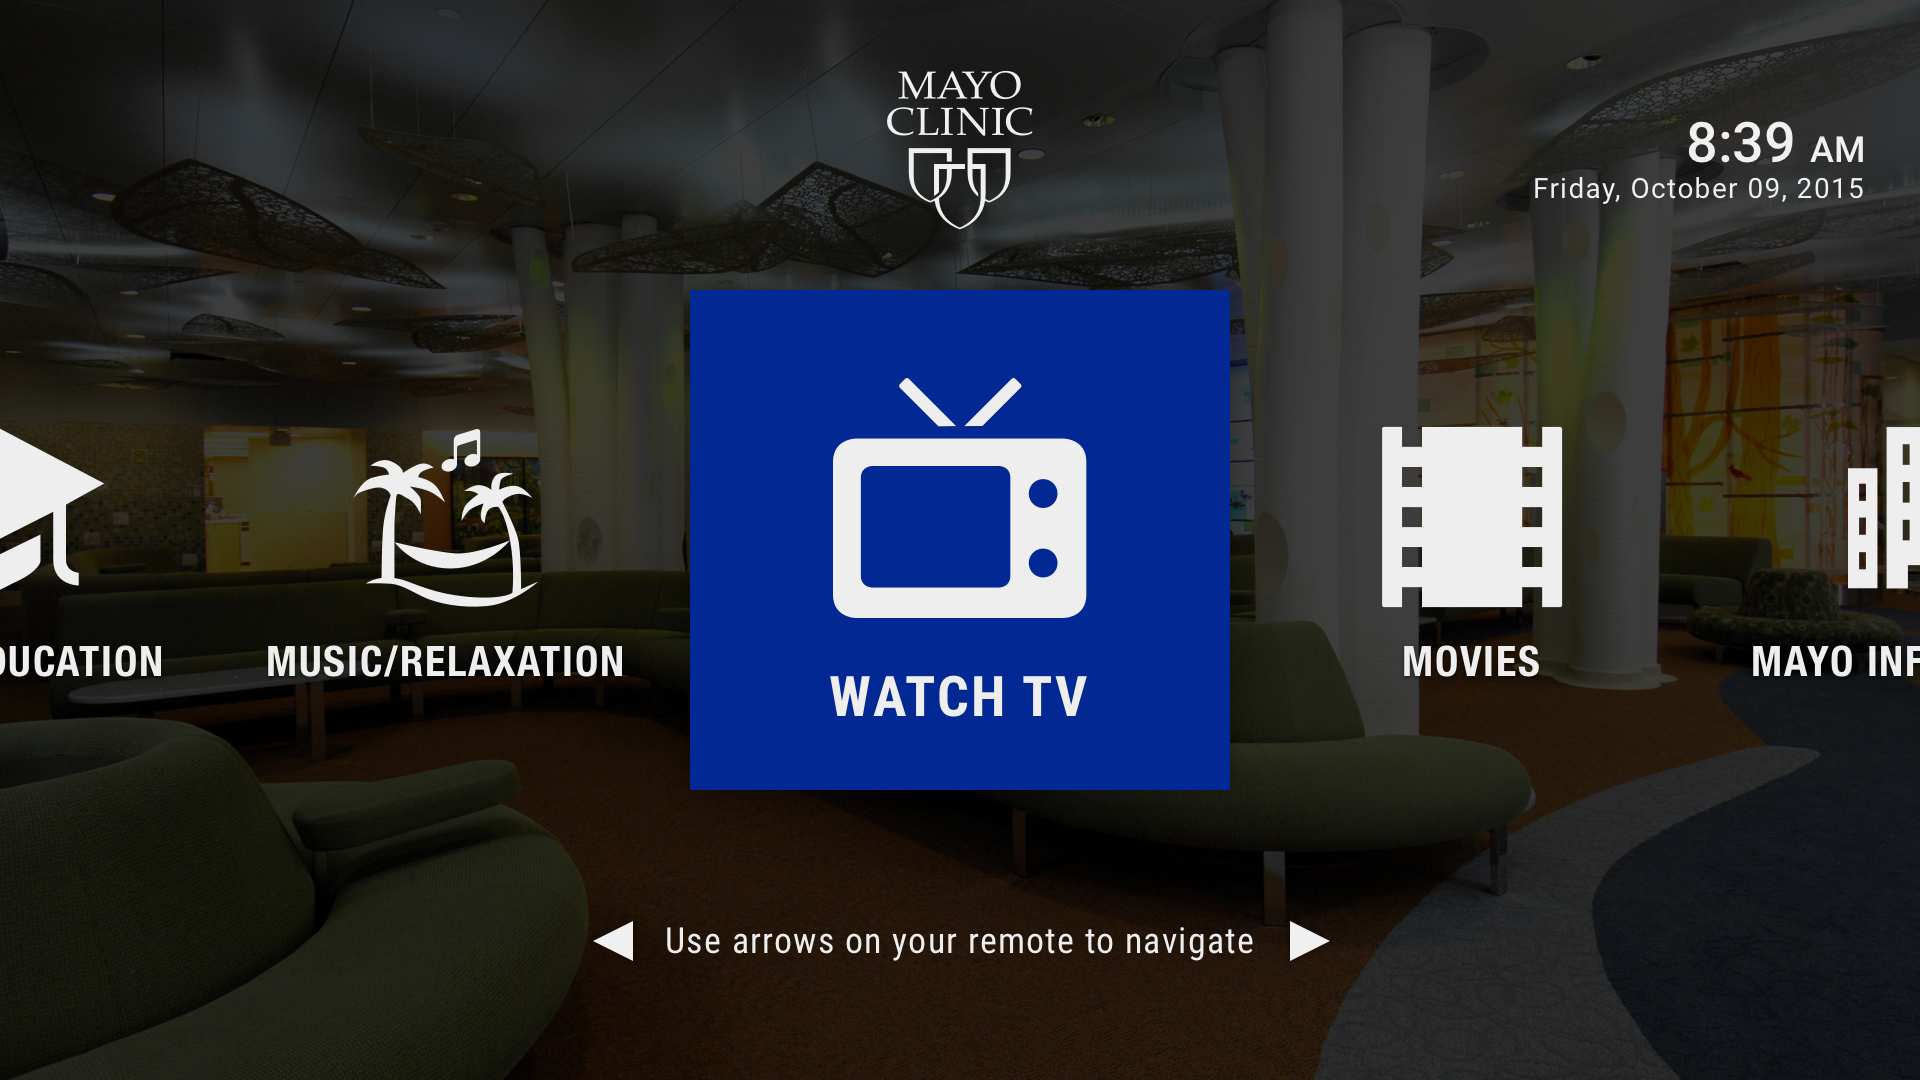 MAYO
CLINIC
8:39 AM
Friday, October 09, 2015
DUCATION
MUSIC/RELAXATION
WATCH TV
MOVIES
MAYO INF
Use arrows on your remote to navigate